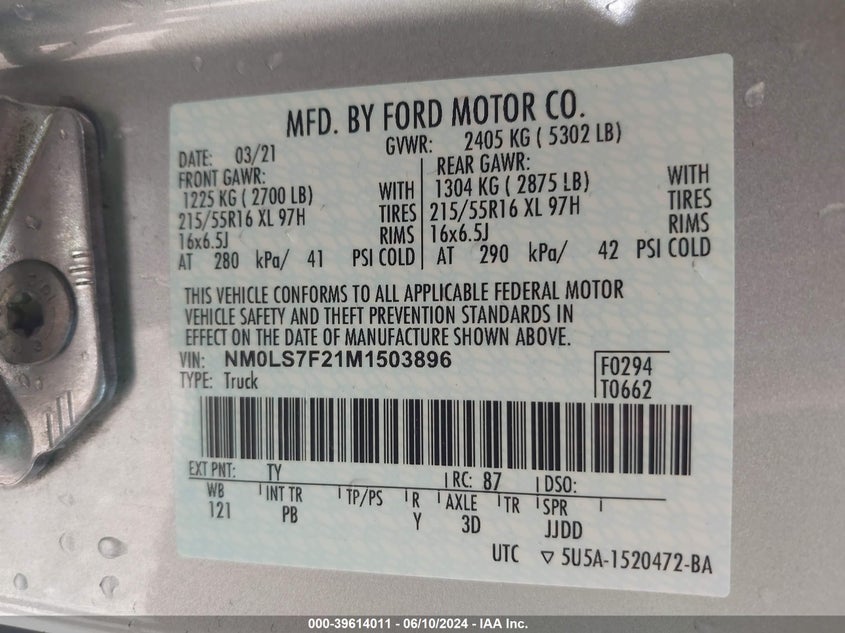 MFD. BY FORD MOTOR CO.
DATE: 03/21 GVWR: 2405 KG ( 5302 LB)
FRONT GAWR: REAR GAWR:
1225 KG ( 2700 LB) WITH 1304 KG ( 2875 LB) WITH
215/55R16 XL 97H TIRES 215/55R16 XL 97H TIRES
16x6.5J RIMS 16x6.5J RIMS
AT 280 kPa/ 41 PSI COLD AT 290 kPa/ 42 PSI COLD
THIS VEHICLE CONFORMS TO ALL APPLICABLE FEDERAL MOTOR
VEHICLE SAFETY AND THEFT PREVENTION STANDARDS IN
EFFECT ON THE DATE OF MANUFACTURE SHOWN ABOVE.
VIN: NM0LS7F21M1503896 F0294
TYPE: Truck T0662
EXT PNT: TY RC: 87 DSO:
WB INT TR TP/PS R AXLE TR SPR
121 PB Y 3D JJDD
UTC ▽ 5U5A-1520472-BA
000-39614011 - 06/10/2024 - IAA Inc.